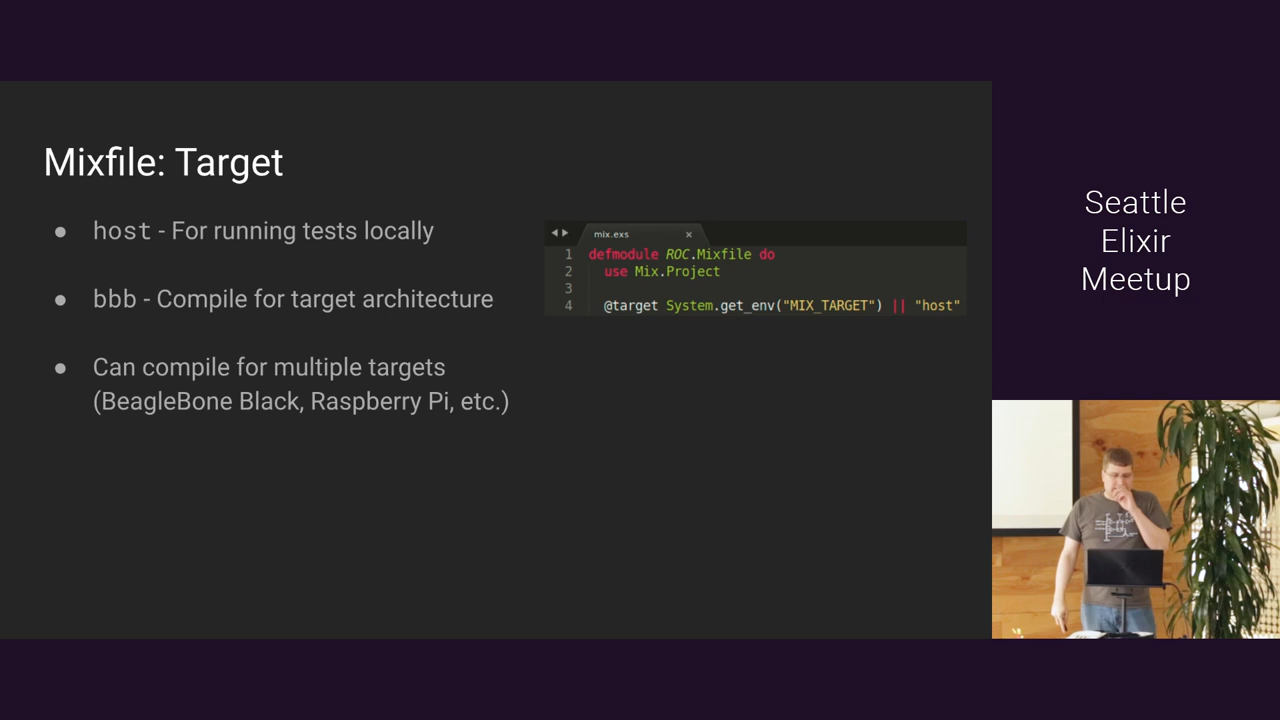 Mixfile: Target
● host - For running tests locally
● bbb - Compile for target architecture
● Can compile for multiple targets
(BeagleBone Black, Raspberry Pi, etc.)
mix.exs ×
1 defmodule ROC.Mixfile do
2 use Mix.Project
3
4 @target System.get_env("MIX_TARGET") || "host"
Seattle
Elixir
Meetup